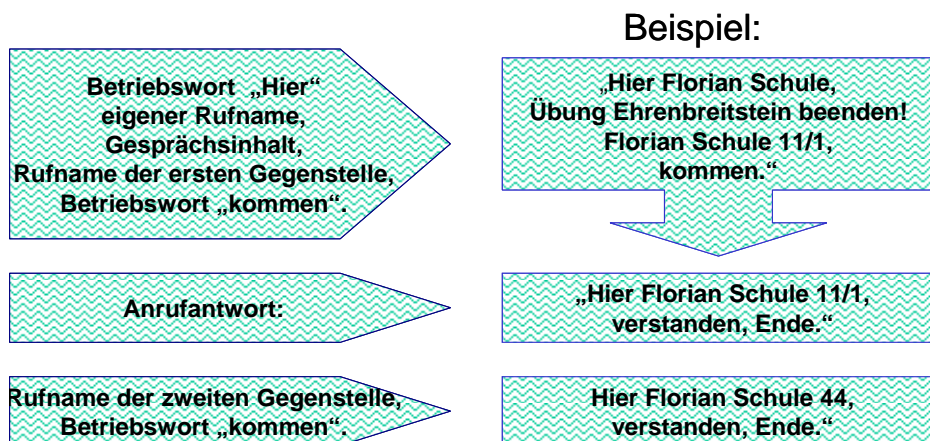 Beispiel:
Betriebswort „Hier“
eigener Rufname,
Gesprächsinhalt,
Rufname der ersten Gegenstelle,
Betriebswort „kommen“.
„Hier Florian Schule,
Übung Ehrenbreitstein beenden!
Florian Schule 11/1,
kommen.“
Anrufantwort:
„Hier Florian Schule 11/1,
verstanden, Ende.“
Rufname der zweiten Gegenstelle,
Betriebswort „kommen“.
Hier Florian Schule 44,
verstanden, Ende.“